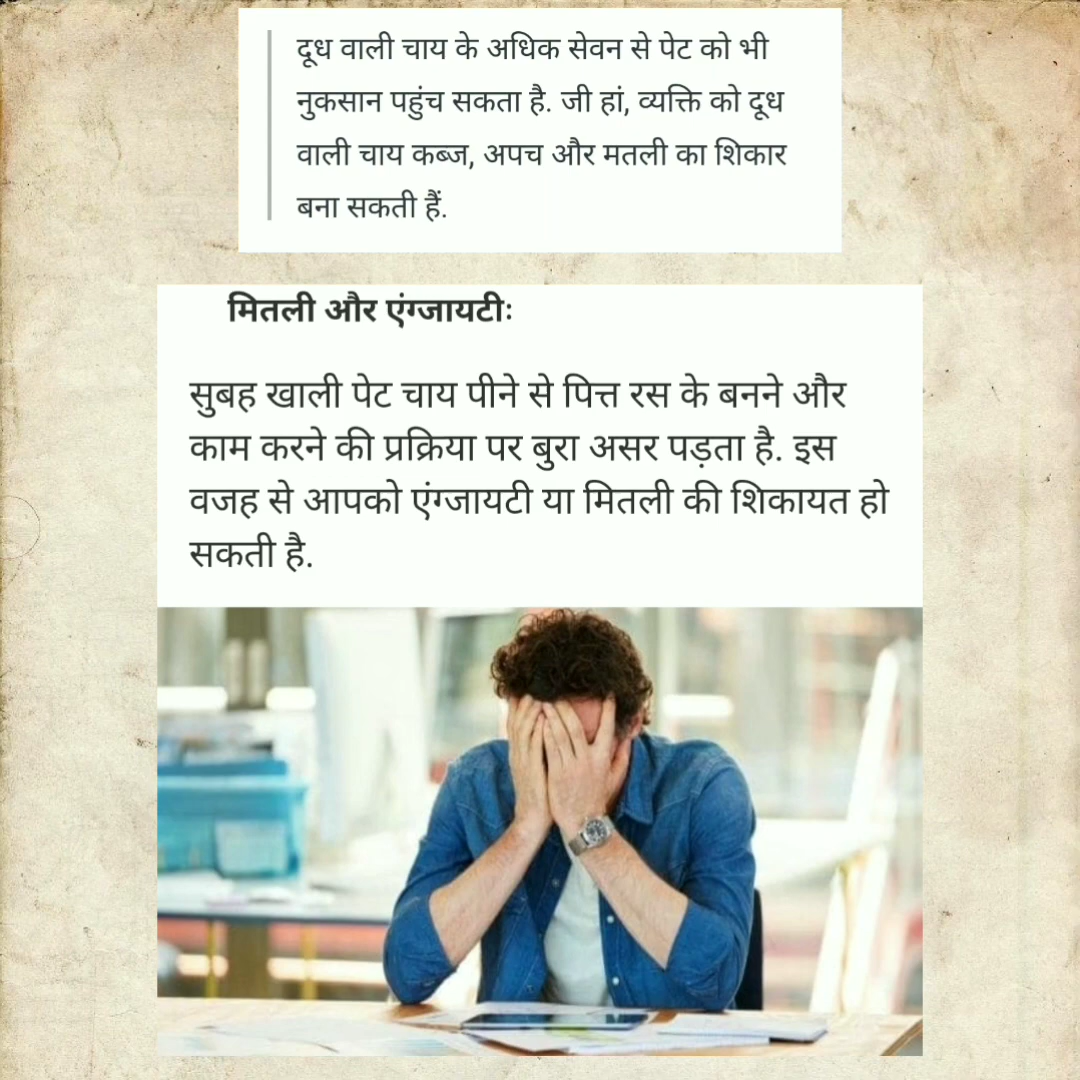 दूध वाली चाय के अधिक सेवन से पेट को भी
नुकसान पहुंच सकता है. जी हां, व्यक्ति को दूध
वाली चाय कब्ज, अपच और मतली का शिकार
बना सकती हैं.
मितली और एंग्जायटीः
सुबह खाली पेट चाय पीने से पित्त रस के बनने और
काम करने की प्रक्रिया पर बुरा असर पड़ता है. इस
वजह से आपको एंग्जायटी या मितली की शिकायत हो
सकती है.